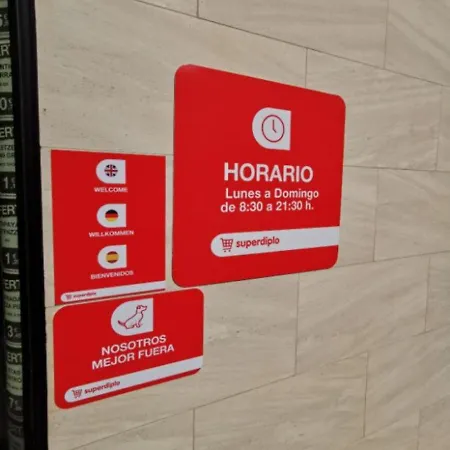 HORARIO
Lunes a Domingo
de 8:30 a 21:30 h.
superdiplo
WELCOME
WILLKOMMEN
BIENVENIDOS
superdiplo
NOSOTROS
MEJOR FUERA
superdiplo